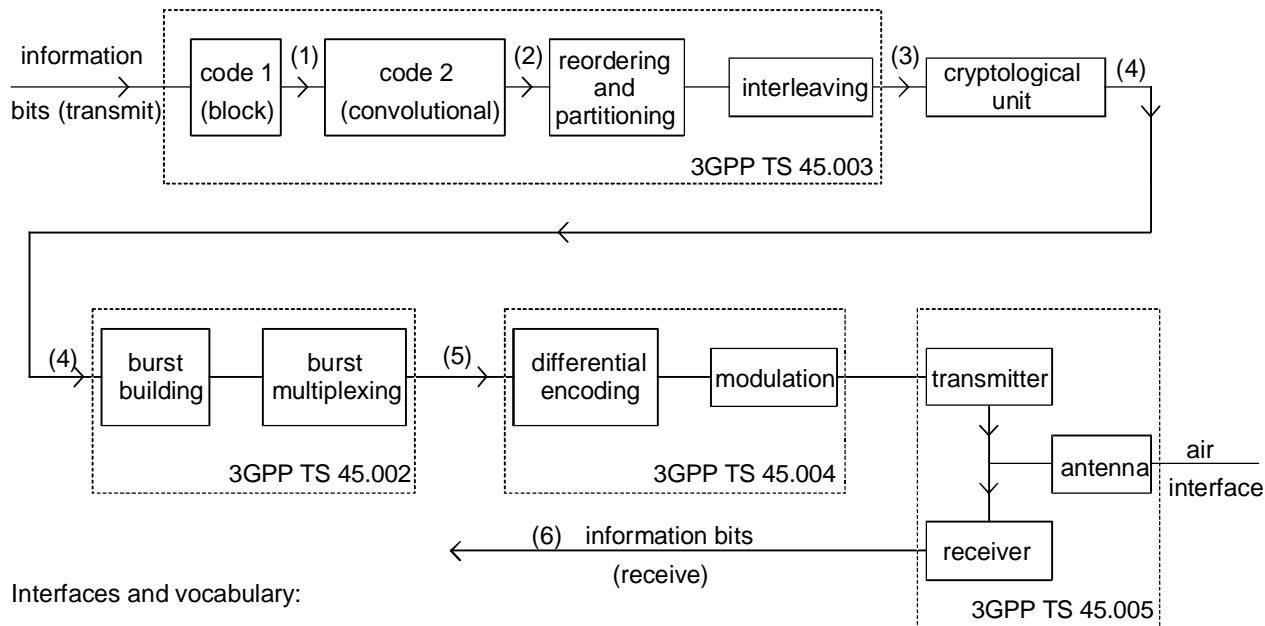 information
bits (transmit)
code 1
(block)
(1)
code 2
(convolutional)
(2)
reordering
and
partitioning
interleaving
(3)
cryptological
unit
(4)
3GPP TS 45.003
(4)
burst
building
burst
multiplexing
3GPP TS 45.002
(5)
differential
encoding
modulation
3GPP TS 45.004
transmitter
antenna
air
interface
receiver
3GPP TS 45.005
(6) information bits
(receive)
Interfaces and vocabulary: